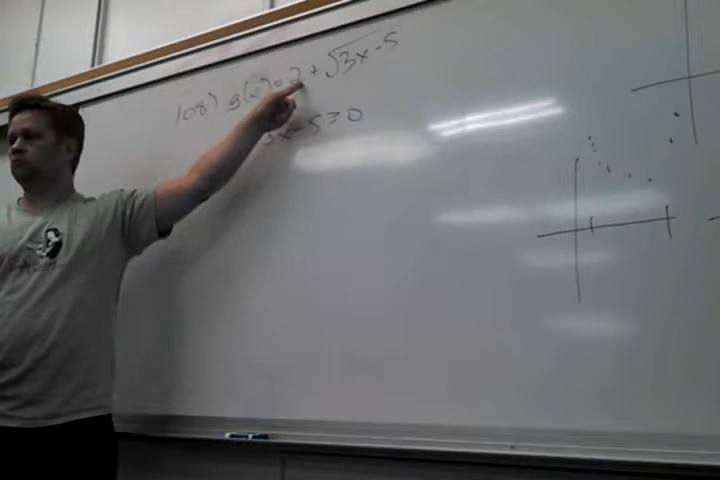 108) g(x) = 2 + √3x-5
3x-5 ≥ 0